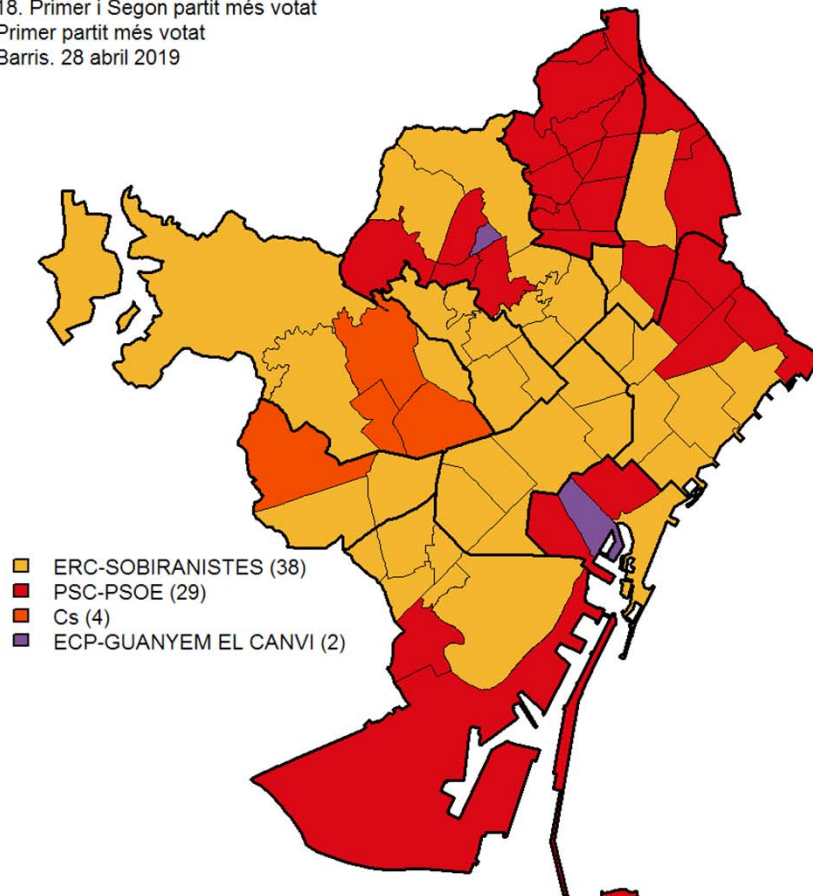 18. Primer i Segon partit més votat
Primer partit més votat
Barris. 28 abril 2019
ERC-SOBIRANISTES (38)
PSC-PSOE (29)
Cs (4)
ECP-GUANYEM EL CANVI (2)